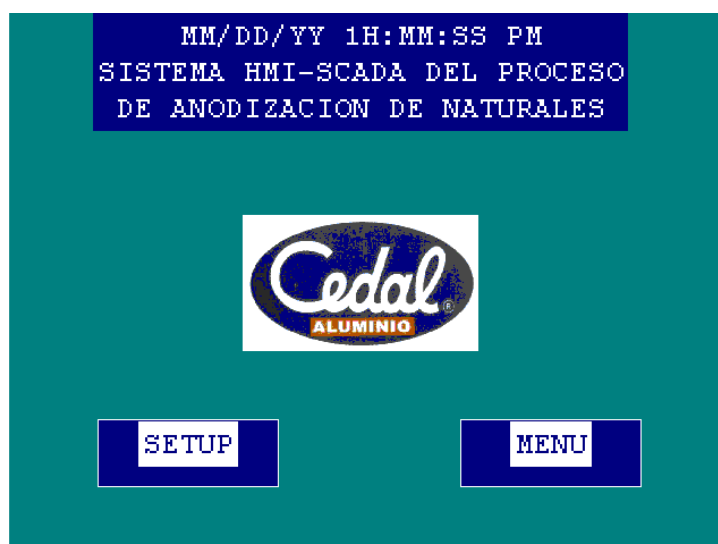 MM/DD/YY 1H:MM:SS PM
SISTEMA HMI-SCADA DEL PROCESO
DE ANODIZACION DE NATURALES
Cedal®
ALUMINIO
SETUP
MENU